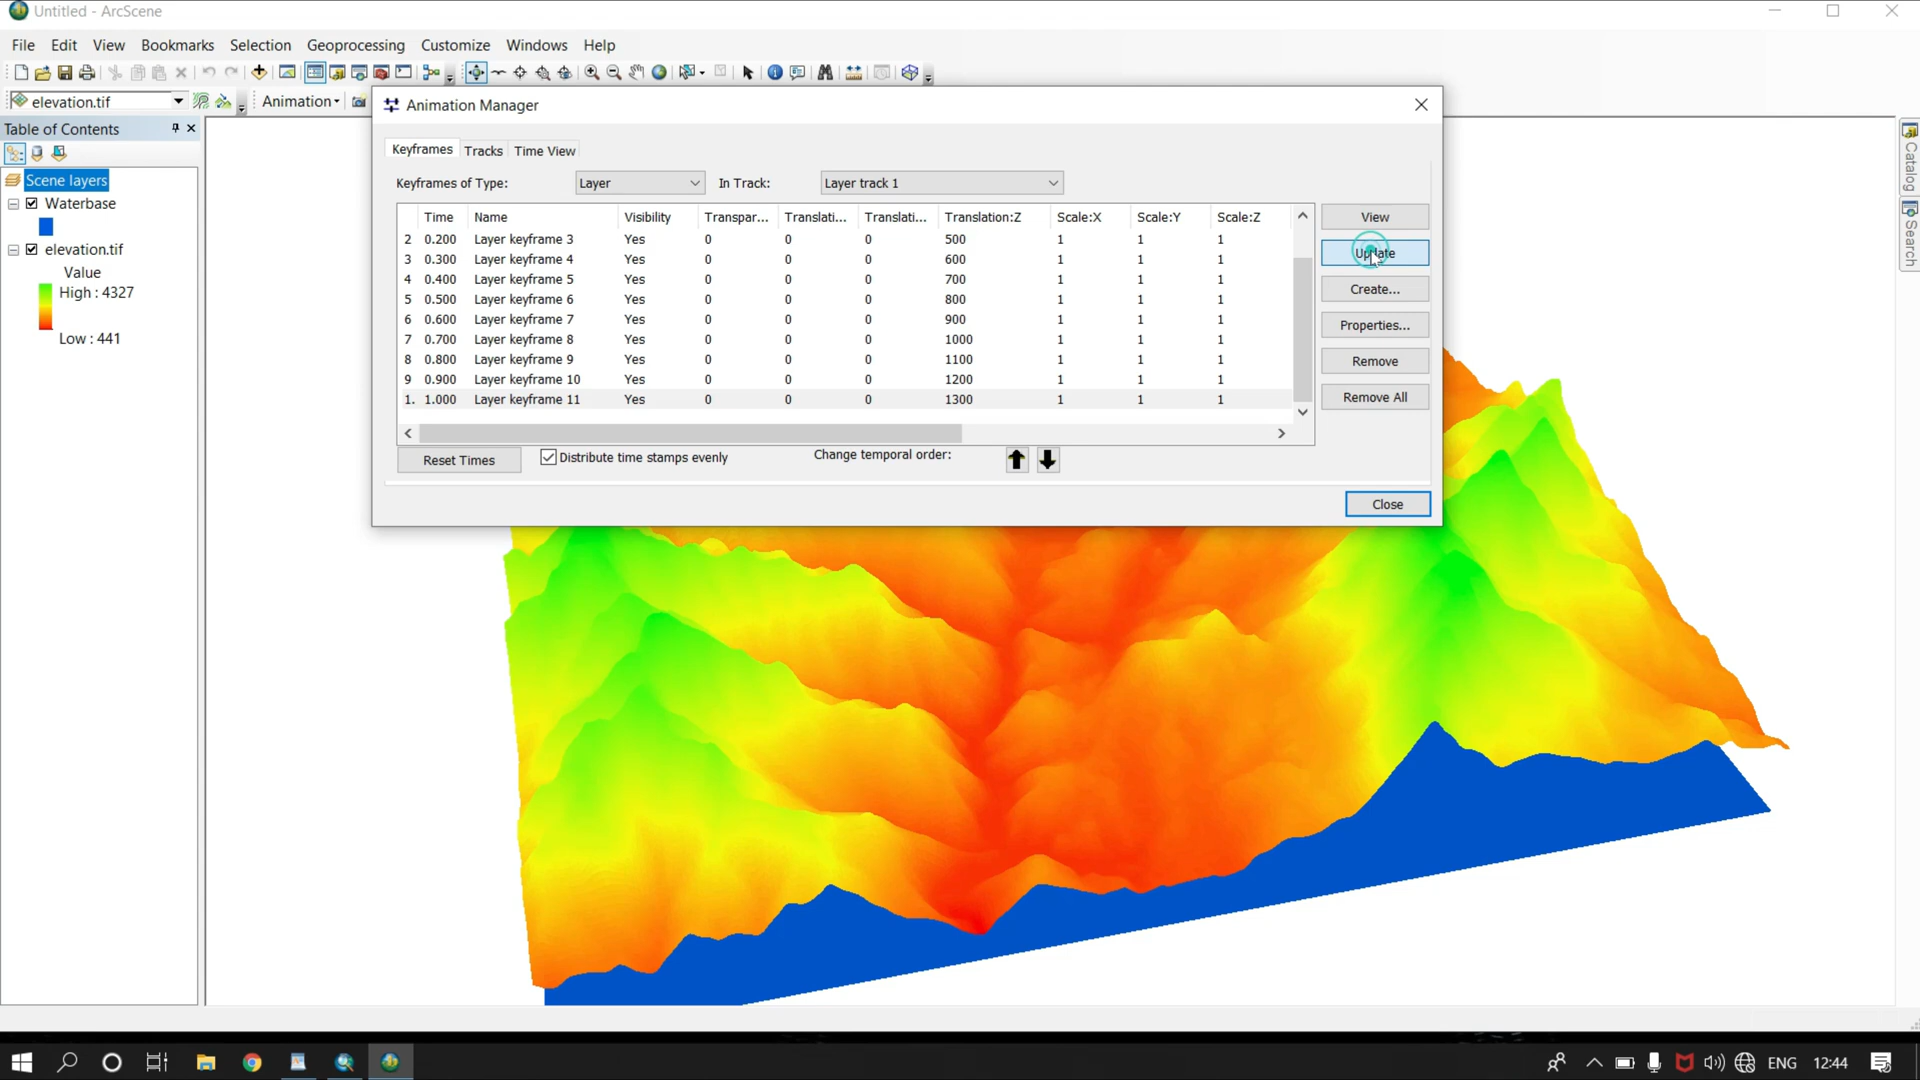 Untitled - ArcScene
File Edit View Bookmarks Selection Geoprocessing Customize Windows Help
elevation.tif Animation
Table of Contents
Scene layers
Waterbase
elevation.tif
Value
High : 4327
Low : 441
Animation Manager
Keyframes Tracks Time View
Keyframes of Type: Layer In Track: Layer track 1
Time Name Visibility Transpar... Translati... Translati... Translation:Z Scale:X Scale:Y Scale:Z
2 0.200 Layer keyframe 3 Yes 0 0 0 500 1 1 1
3 0.300 Layer keyframe 4 Yes 0 0 0 600 1 1 1
4 0.400 Layer keyframe 5 Yes 0 0 0 700 1 1 1
5 0.500 Layer keyframe 6 Yes 0 0 0 800 1 1 1
6 0.600 Layer keyframe 7 Yes 0 0 0 900 1 1 1
7 0.700 Layer keyframe 8 Yes 0 0 0 1000 1 1 1
8 0.800 Layer keyframe 9 Yes 0 0 0 1100 1 1 1
9 0.900 Layer keyframe 10 Yes 0 0 0 1200 1 1 1
1. 1.000 Layer keyframe 11 Yes 0 0 0 1300 1 1 1
View
Update
Create...
Properties...
Remove
Remove All
Reset Times Distribute time stamps evenly Change temporal order:
Close
Catalog
Search
ENG 12:44